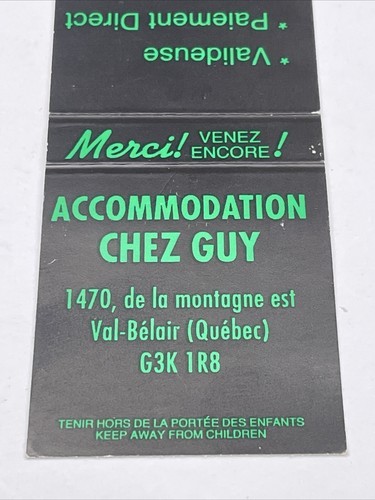 * Paiement Direct
* Valideuse
Merci! VENEZ ENCORE!
ACCOMMODATION
CHEZ GUY
1470, de la montagne est
Val-Bélair (Québec)
G3K 1R8
TENIR HORS DE LA PORTÉE DES ENFANTS
KEEP AWAY FROM CHILDREN